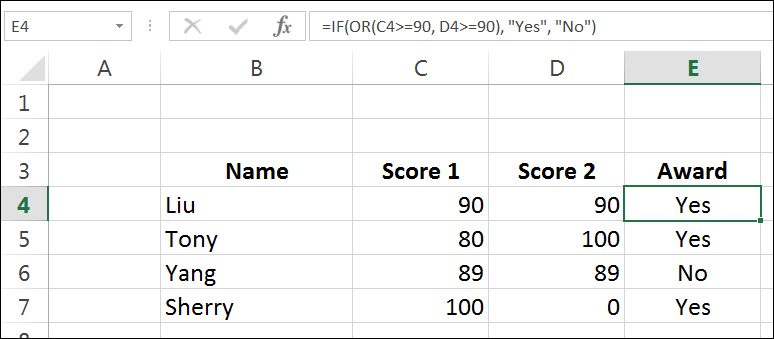 E4 fx =IF(OR(C4>=90, D4>=90), "Yes", "No")
A B C D E
1
2
3 Name Score 1 Score 2 Award
4 Liu 90 90 Yes
5 Tony 80 100 Yes
6 Yang 89 89 No
7 Sherry 100 0 Yes